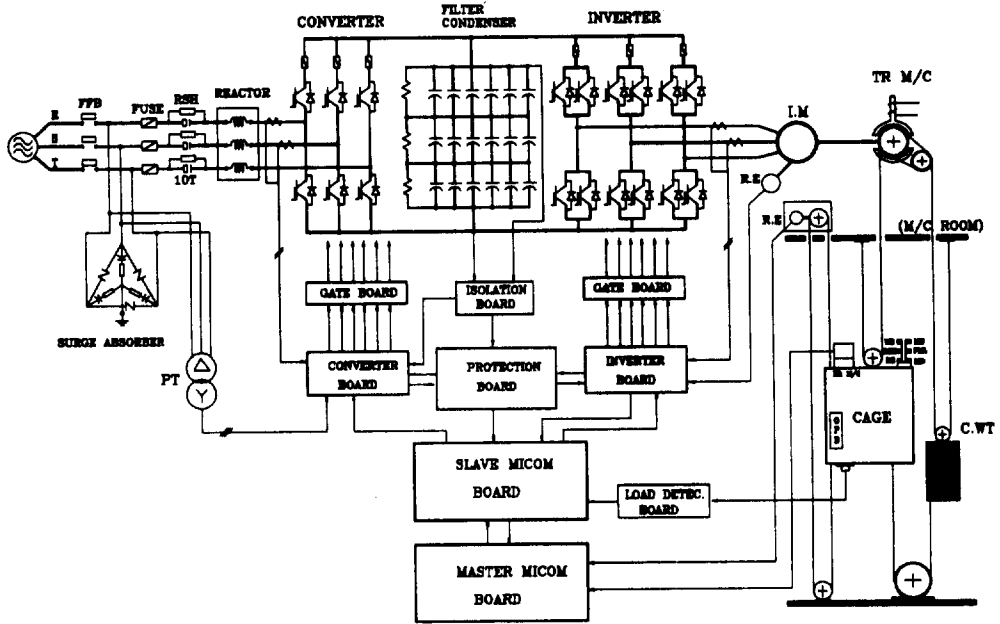 CONVERTER
FILTER
CONDENSER
INVERTER
TR M/C
FFB
FUSE
RSH
REACTOR
I.M
R
S
T
10T
R.E
R.E
(M/C ROOM)
GATE BOARD
ISOLATION
BOARD
GATE BOARD
SURGE ABSORBER
PT
CONVERTER
BOARD
PROTECTION
BOARD
INVERTER
BOARD
CAGE
C.WT
SLAVE MICOM
BOARD
LOAD DETEC.
BOARD
MASTER MICOM
BOARD